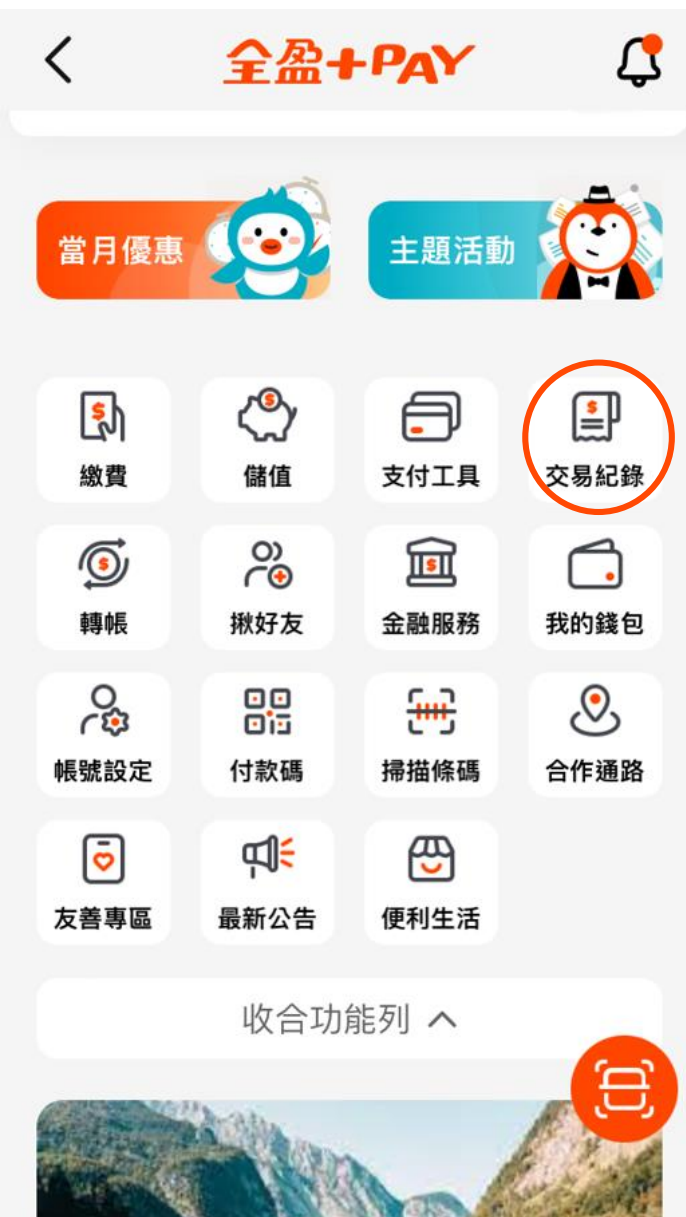 全盈+PAY
當月優惠
主題活動
繳費
儲值
支付工具
交易紀錄
轉帳
揪好友
金融服務
我的錢包
帳號設定
付款碼
掃描條碼
合作通路
友善專區
最新公告
便利生活
收合功能列